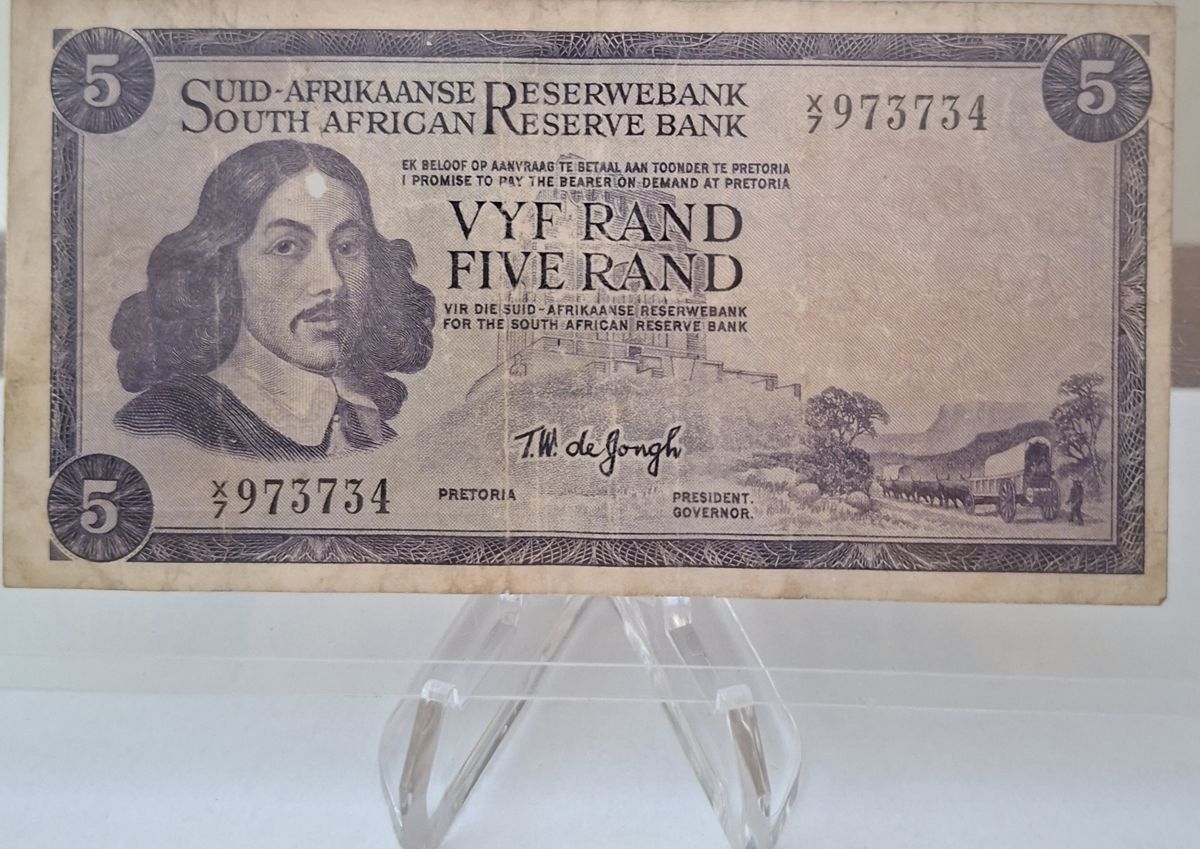 5
5
SUID-AFRIKAANSE RESERWEBANK
SOUTH AFRICAN RESERVE BANK
X/7 973734
EK BELOOF OP AANVRAAG TE BETAAL AAN TOONDER TE PRETORIA
I PROMISE TO PAY THE BEARER ON DEMAND AT PRETORIA
VYF RAND
FIVE RAND
VIR DIE SUID-AFRIKAANSE RESERWEBANK
FOR THE SOUTH AFRICAN RESERVE BANK
T.W. de Jongh
5
X/7 973734
PRETORIA
PRESIDENT.
GOVERNOR.